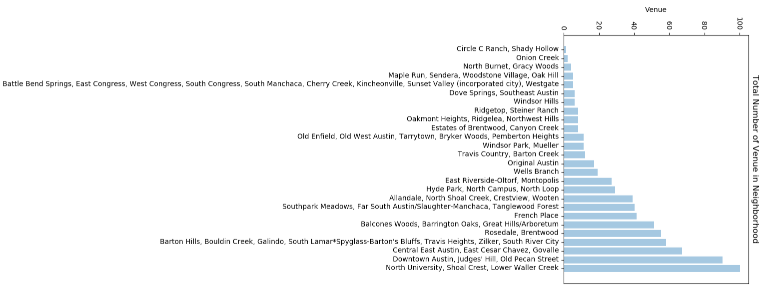 Venue
0 20 40 60 80 100
Circle C Ranch, Shady Hollow
Onion Creek
North Burnet, Gracy Woods
Maple Run, Sendera, Woodstone Village, Oak Hill
Battle Bend Springs, East Congress, West Congress, South Congress, South Manchaca, Cherry Creek, Kincheonville, Sunset Valley (incorporated city), Westgate
Dove Springs, Southeast Austin
Windsor Hills
Ridgetop, Steiner Ranch
Oakmont Heights, Ridgelea, Northwest Hills
Estates of Brentwood, Canyon Creek
Old Enfield, Old West Austin, Tarrytown, Bryker Woods, Pemberton Heights
Windsor Park, Mueller
Travis Country, Barton Creek
Original Austin
Wells Branch
East Riverside-Oltorf, Montopolis
Hyde Park, North Campus, North Loop
Allandale, North Shoal Creek, Crestview, Wooten
Southpark Meadows, Far South Austin/Slaughter-Manchaca, Tanglewood Forest
French Place
Balcones Woods, Barrington Oaks, Great Hills/Arboretum
Rosedale, Brentwood
Barton Hills, Bouldin Creek, Galindo, South Lamar*Spyglass-Barton's Bluffs, Travis Heights, Zilker, South River City
Central East Austin, East Cesar Chavez, Govalle
Downtown Austin, Judges' Hill, Old Pecan Street
North University, Shoal Crest, Lower Waller Creek
Total Number of Venue in Neighborhood